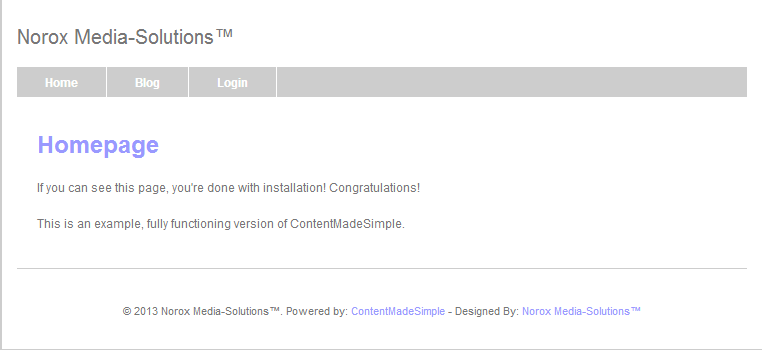 Norox Media-Solutions™
Home Blog Login
Homepage
If you can see this page, you're done with installation! Congratulations!
This is an example, fully functioning version of ContentMadeSimple.
© 2013 Norox Media-Solutions™. Powered by: ContentMadeSimple - Designed By: Norox Media-Solutions™